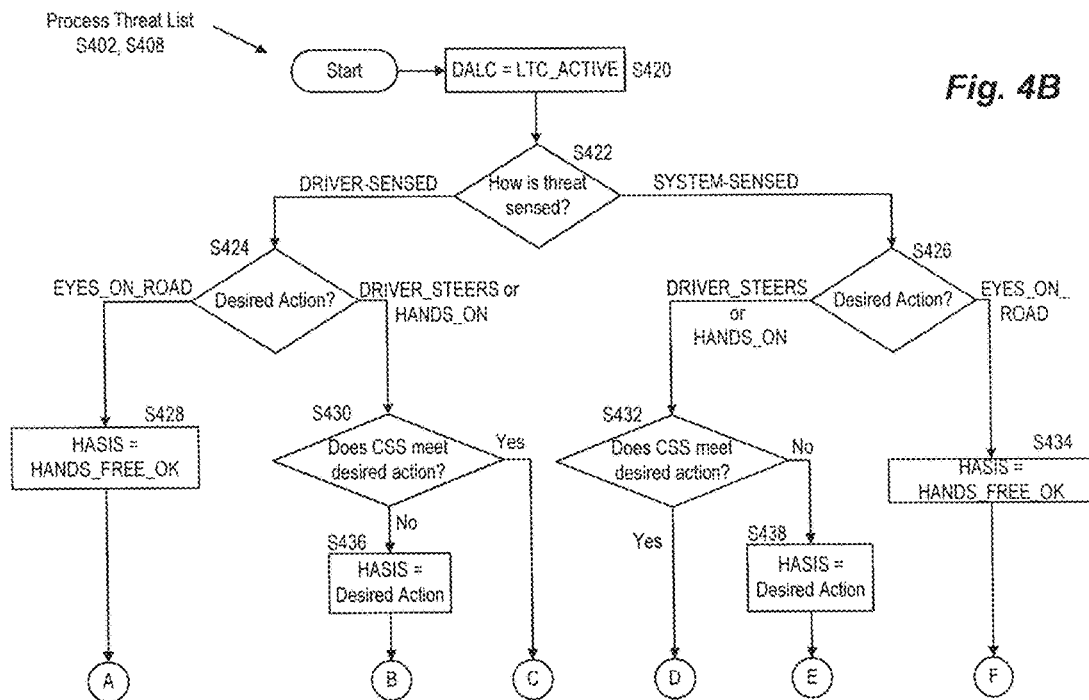 Process Threat List
S402, S408
Start
DALC = LTC_ACTIVE
S420
Fig. 4B
S422
How is threat
sensed?
DRIVER-SENSED
SYSTEM-SENSED
S424
Desired Action?
EYES_ON_ROAD
DRIVER_STEERS or
HANDS_ON
S426
Desired Action?
DRIVER_STEERS
or
HANDS_ON
EYES_ON_
ROAD
S428
HASIS =
HANDS_FREE_OK
S430
Does CSS meet
desired action?
Yes
No
S432
Does CSS meet
desired action?
No
Yes
S434
HASIS =
HANDS_FREE_OK
S436
HASIS =
Desired Action
S438
HASIS =
Desired Action
A
B
C
D
E
F